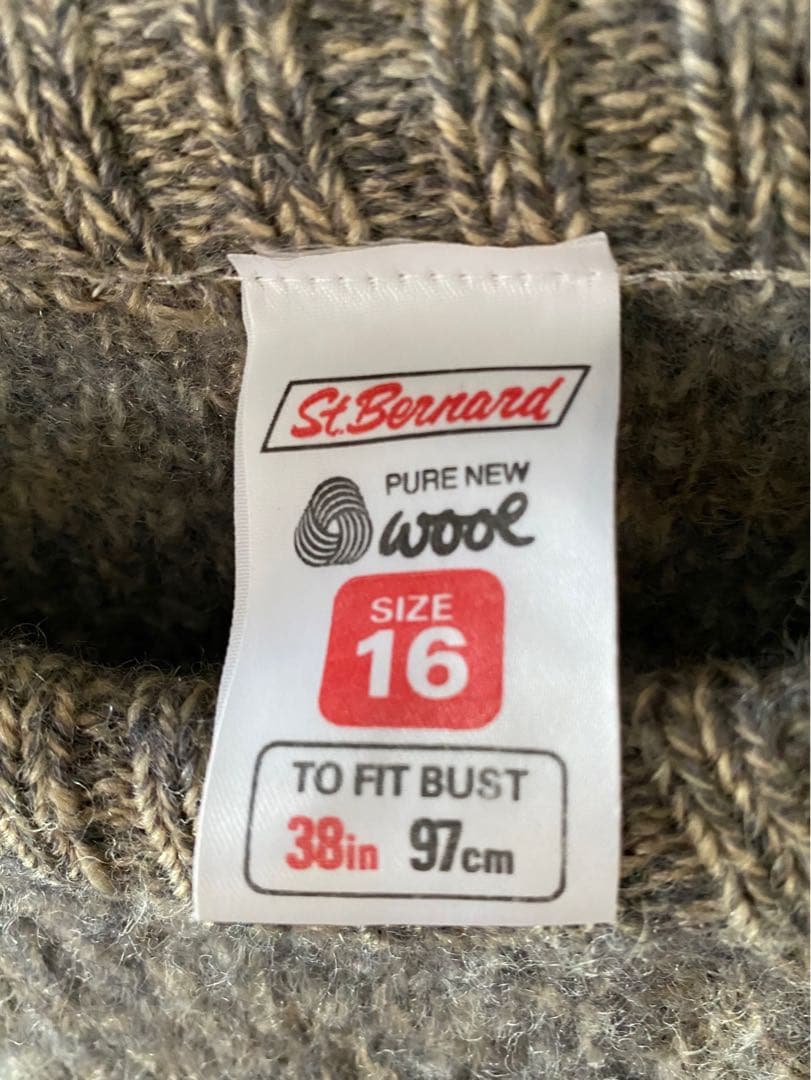 St.Bernard
PURE NEW
wool
SIZE
16
TO FIT BUST
38in 97cm